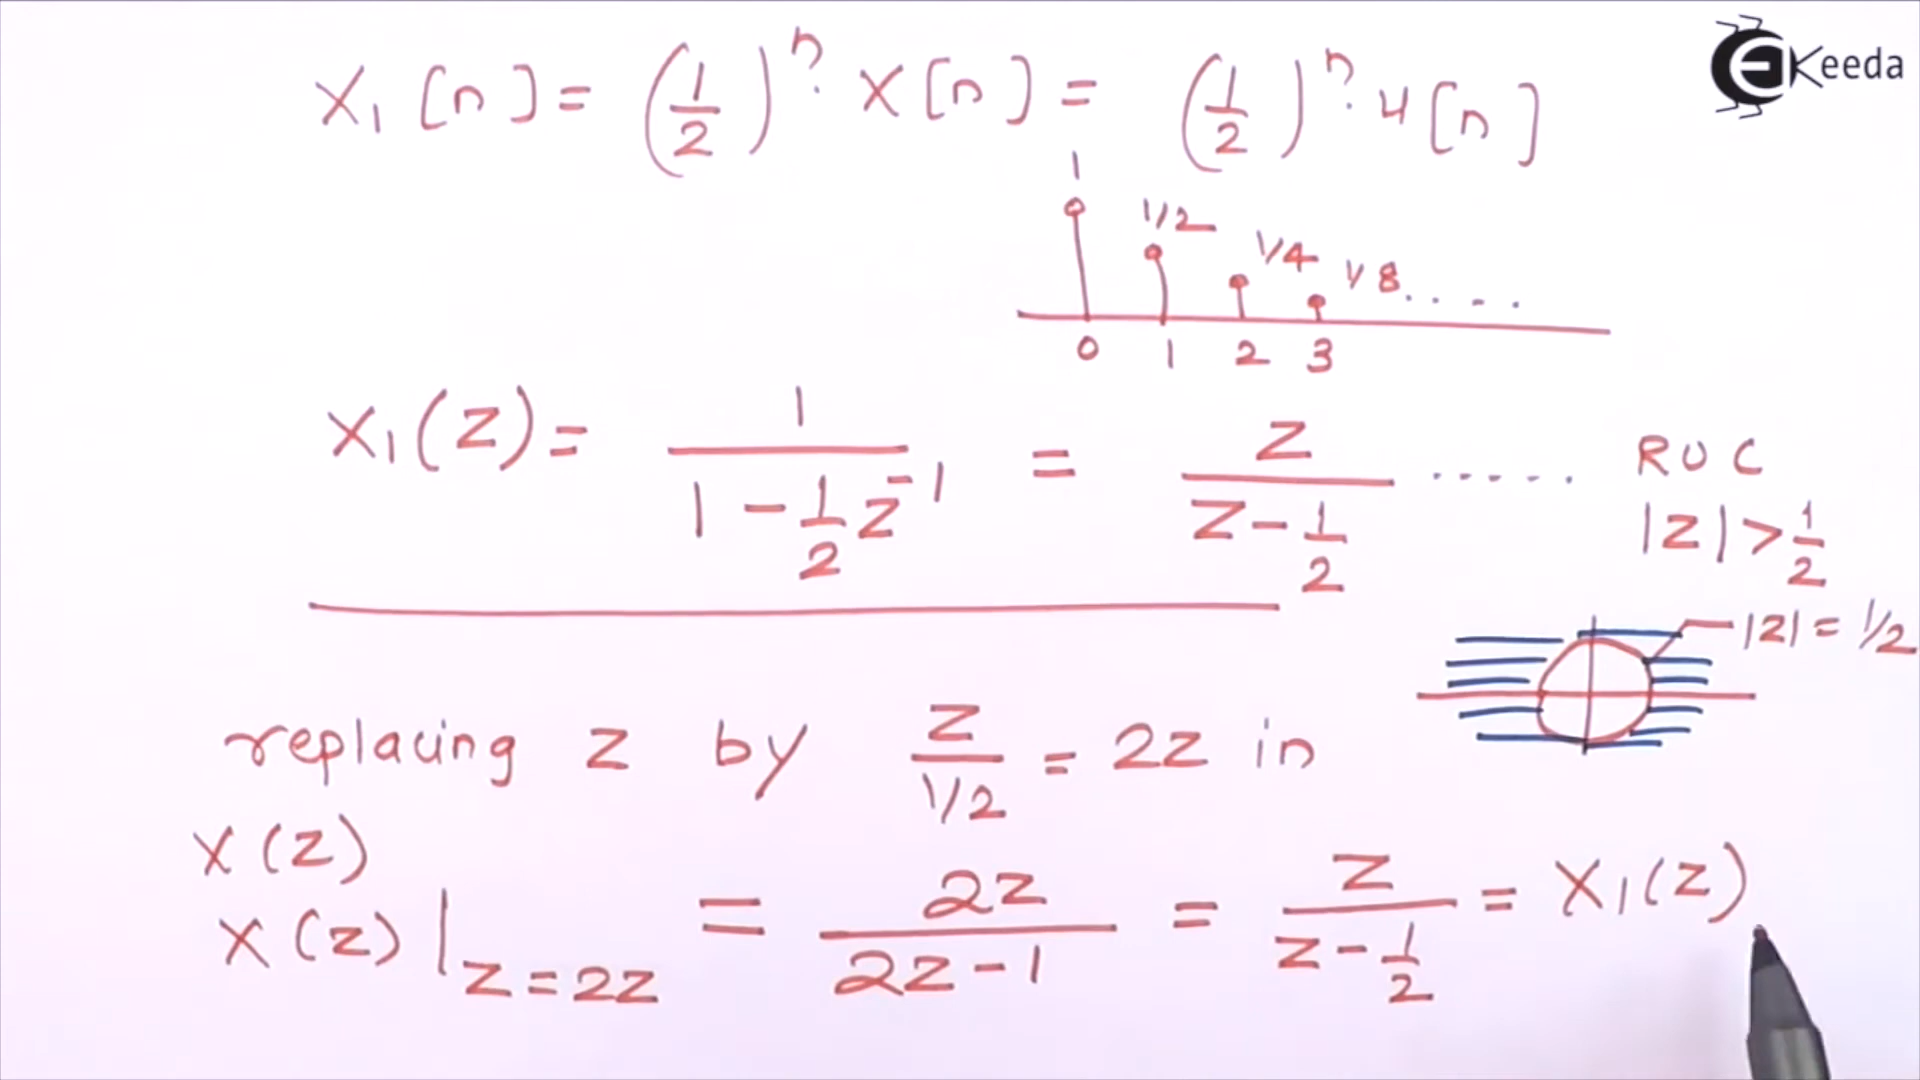 EKeeda
X₁[n] = (1/2)ⁿ · X[n] = (1/2)ⁿ · u[n]
1 1/2 1/4 1/8 . . . .
0 1 2 3
X₁(Z) = 1/(1 - 1/2 Z⁻¹) = Z/(Z - 1/2) ..... ROC
|Z| > 1/2
|Z| = 1/2
replacing Z by Z/(1/2) = 2Z in
X(Z)
X(Z)|Z=2Z = 2Z/(2Z-1) = Z/(Z - 1/2) = X₁(Z)